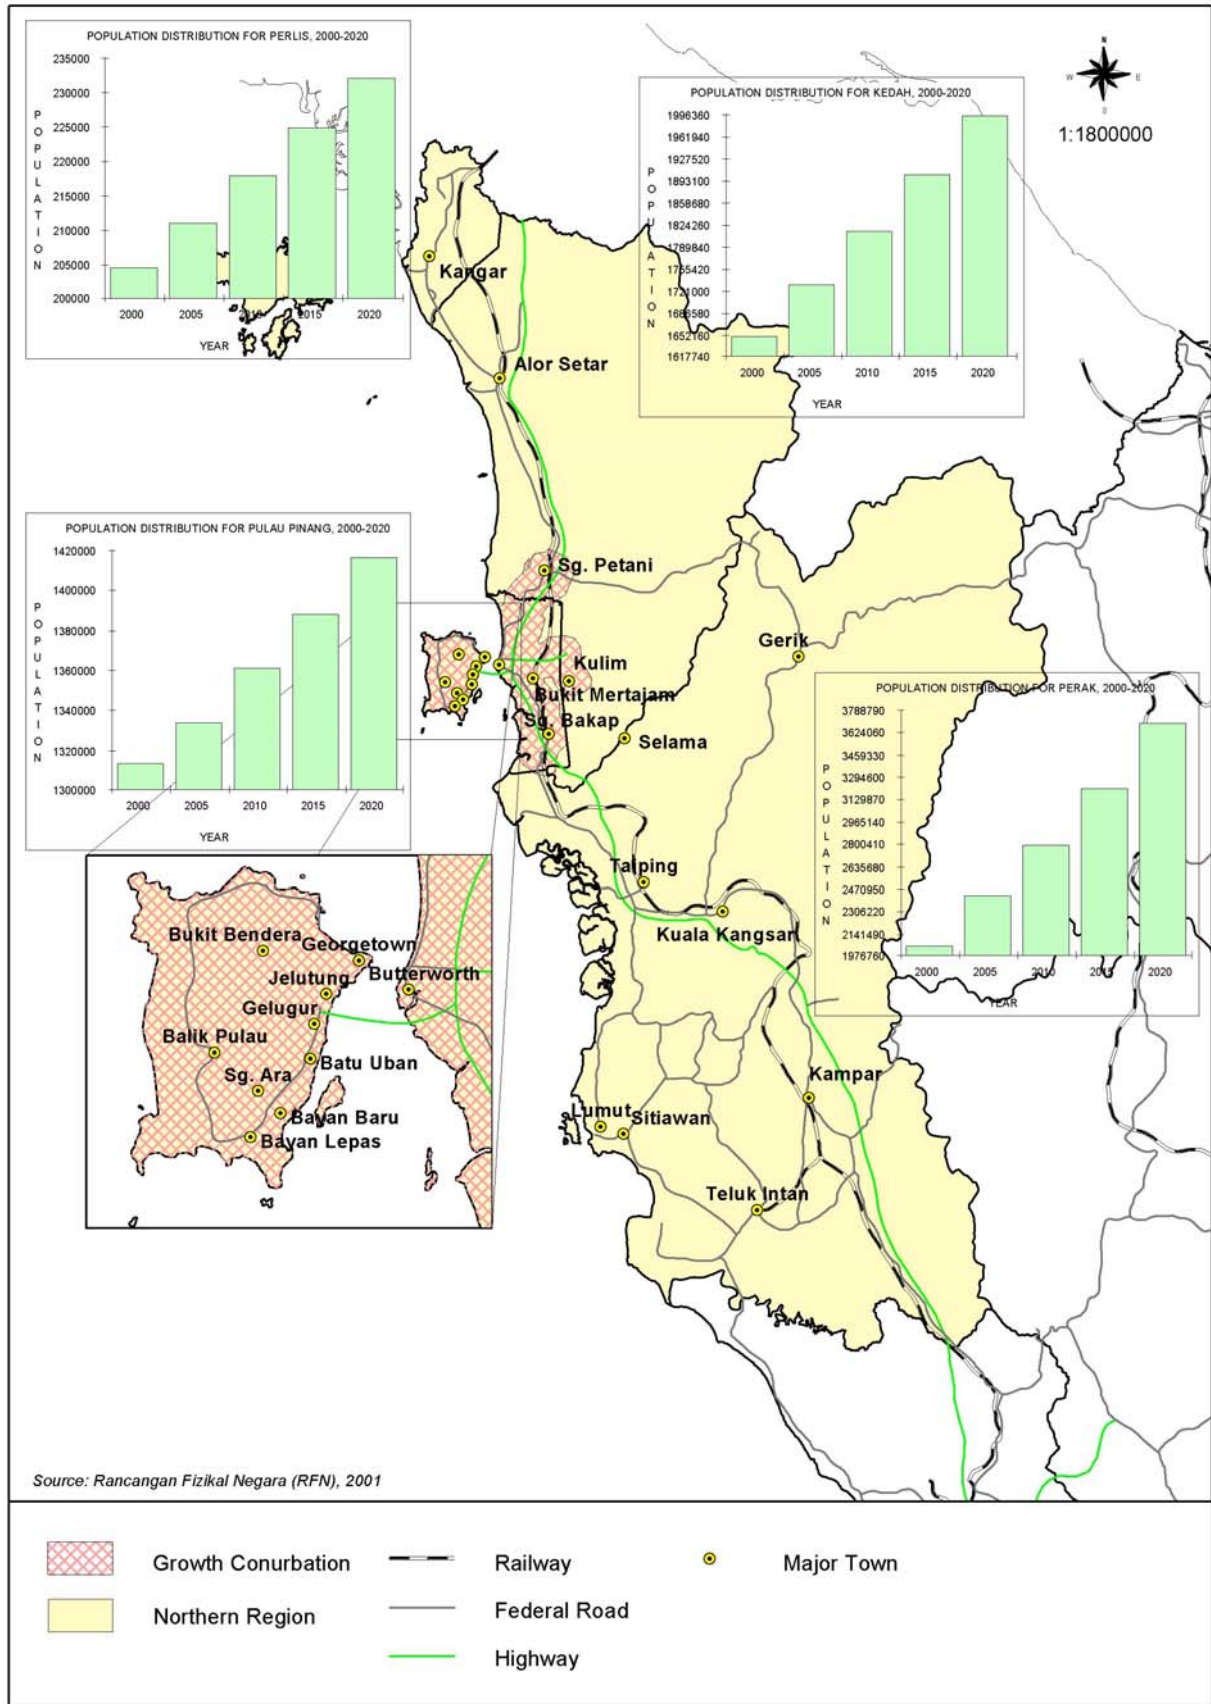 POPULATION DISTRIBUTION FOR PERLIS, 2000-2020
POPULATION
235000
230000
225000
220000
215000
210000
205000
200000
2000 2005 2010 2015 2020
YEAR
POPULATION DISTRIBUTION FOR KEDAH, 2000-2020
POPULATION
1996360
1961940
1927520
1893100
1858680
1824260
1789840
1755420
1721000
1686580
1652160
1617740
2000 2005 2010 2015 2020
YEAR
N
W E
1:1800000
Kangar
Alor Setar
POPULATION DISTRIBUTION FOR PULAU PINANG, 2000-2020
POPULATION
1420000
1400000
1380000
1360000
1340000
1320000
1300000
2000 2005 2010 2015 2020
YEAR
Sg. Petani
Kulim
Bukit Mertajam
Sg. Bakap
Selama
Gerik
POPULATION DISTRIBUTION FOR PERAK, 2000-2020
POPULATION
3788790
3624060
3459330
3294600
3129870
2965140
2800410
2635680
2470950
2306220
2141490
1976760
2000 2005 2010 2015 2020
YEAR
Taiping
Kuala Kangsar
Bukit Bendera
Georgetown
Butterworth
Jelutung
Gelugur
Balik Pulau
Batu Uban
Sg. Ara
Bayan Baru
Bayan Lepas
Kampar
Lumut
Sitiawan
Teluk Intan
Source: Rancangan Fizikal Negara (RFN), 2001
Growth Conurbation
Railway
Major Town
Northern Region
Federal Road
Highway